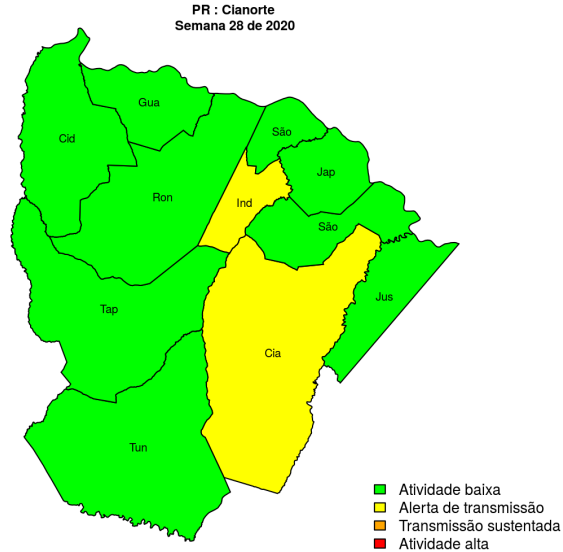 PR : Cianorte
Semana 28 de 2020
Gua
São
Cid
Jap
Ron
Ind
São
Jus
Tap
Cia
Tun
Atividade baixa
Alerta de transmissão
Transmissão sustentada
Atividade alta